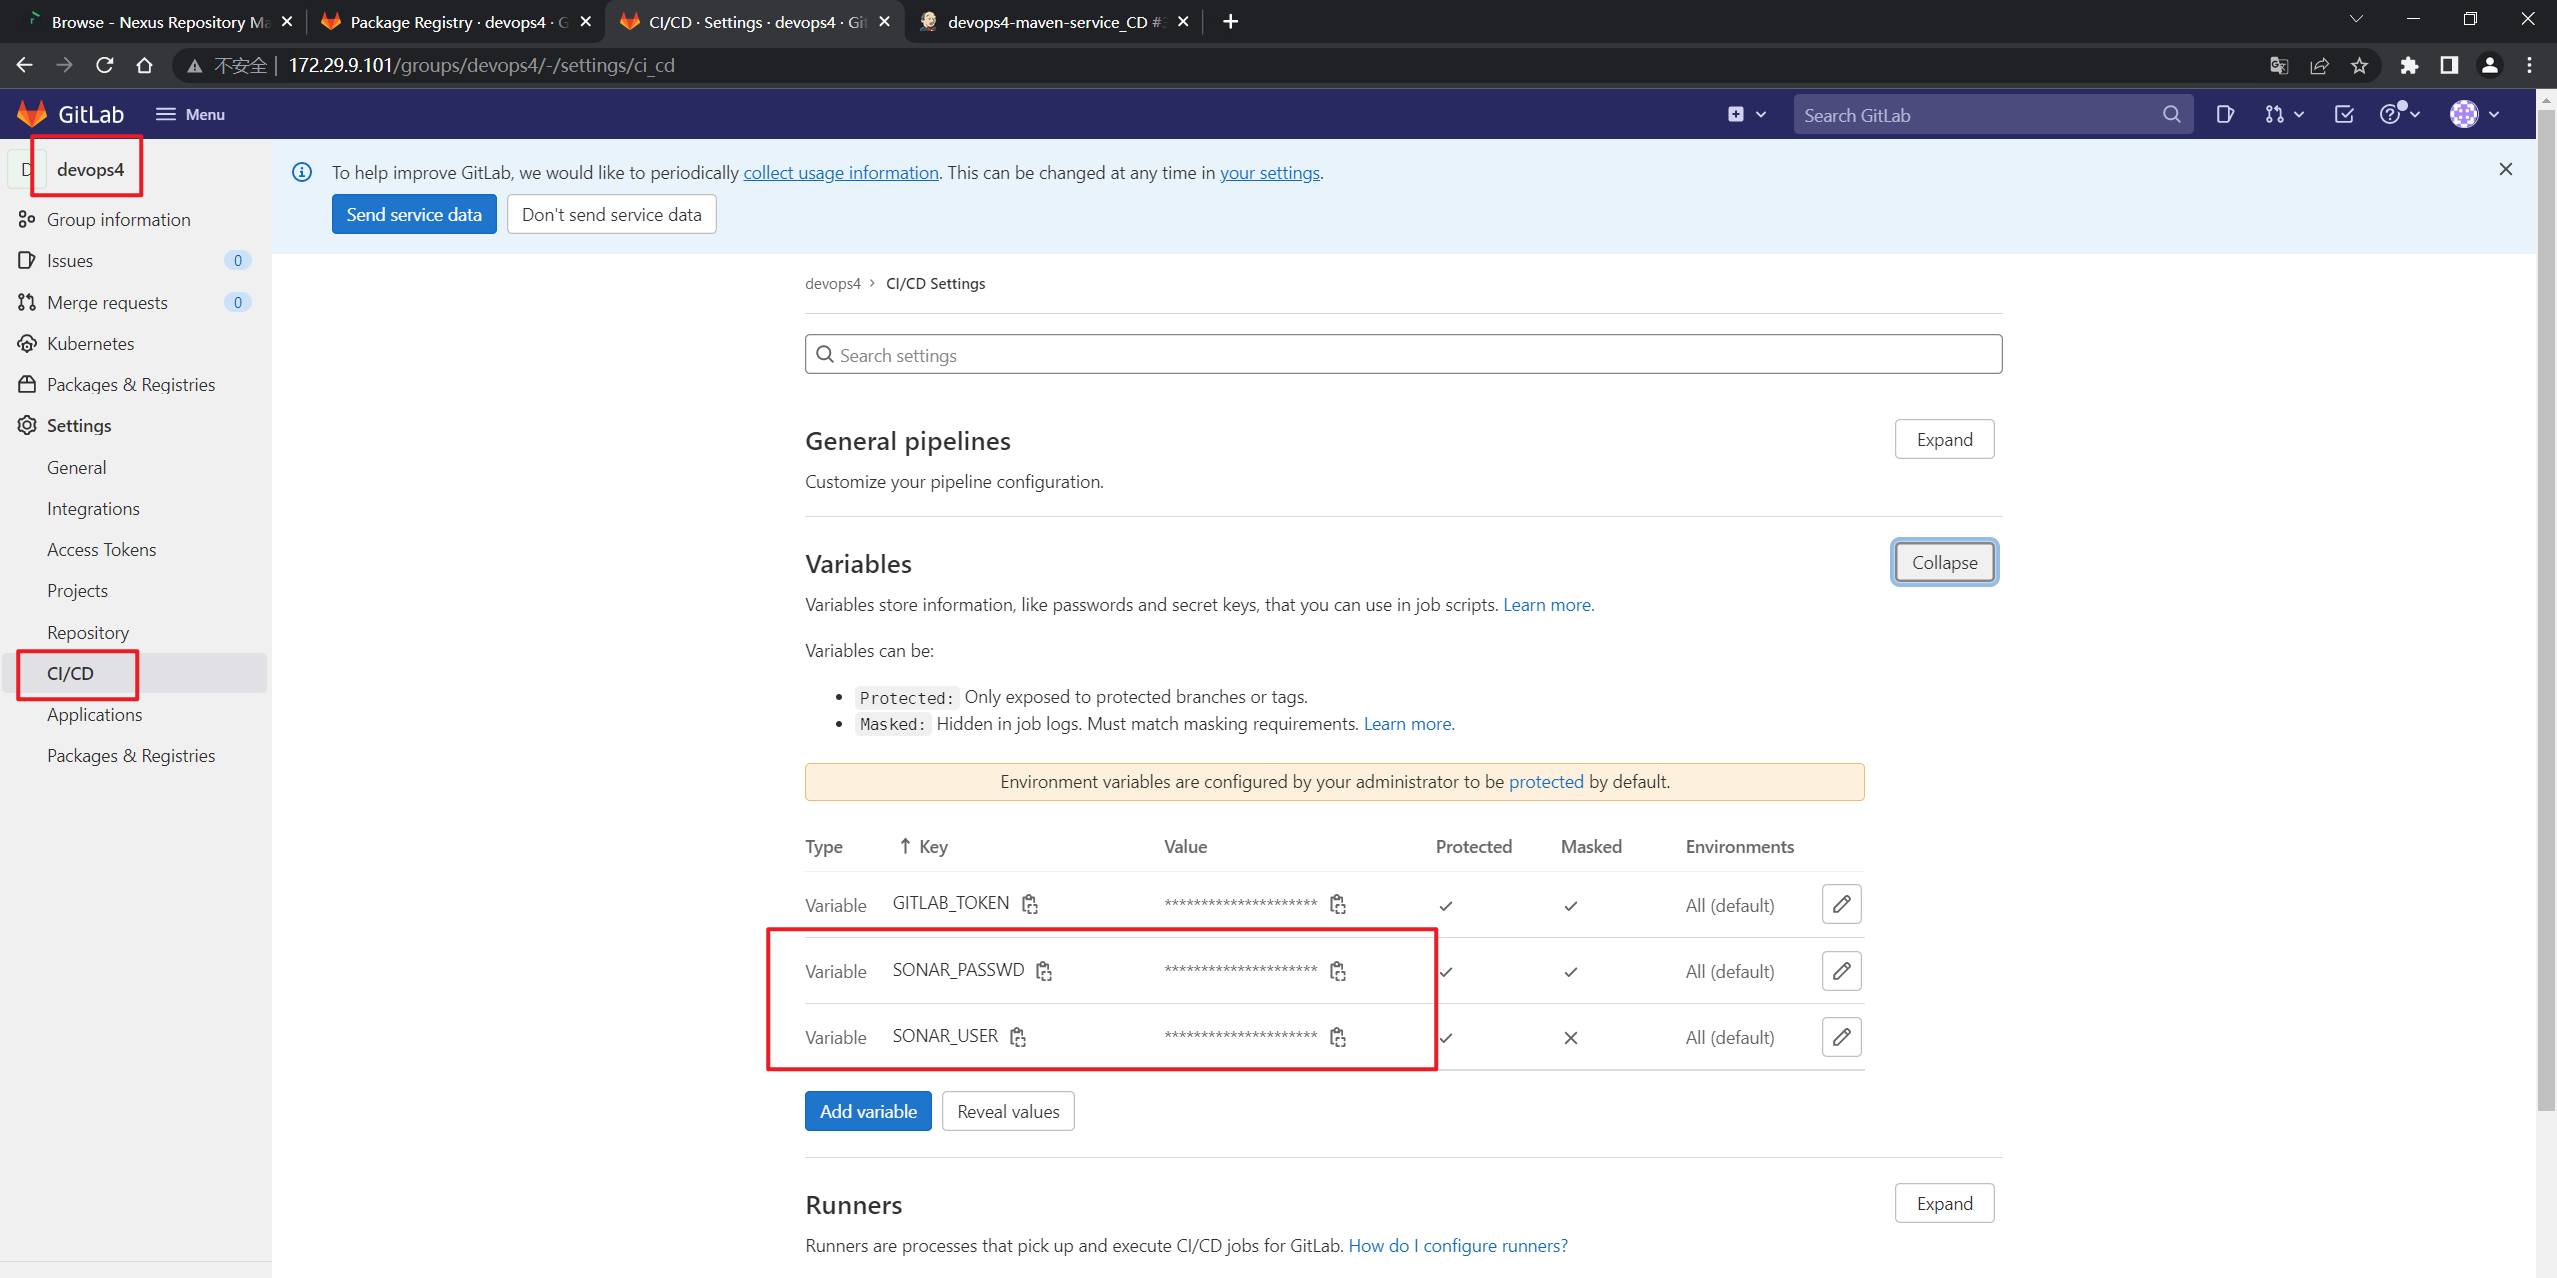 Browse - Nexus Repository Ma
Package Registry · devops4 · G
CI/CD · Settings · devops4 · Git
devops4-maven-service_CD #3
不安全 | 172.29.9.101/groups/devops4/-/settings/ci_cd
GitLab
Menu
Search GitLab
D devops4
Group information
Issues 0
Merge requests 0
Kubernetes
Packages & Registries
Settings
General
Integrations
Access Tokens
Projects
Repository
CI/CD
Applications
Packages & Registries
To help improve GitLab, we would like to periodically collect usage information. This can be changed at any time in your settings.
Send service data
Don't send service data
devops4 › CI/CD Settings
Search settings
General pipelines
Expand
Customize your pipeline configuration.
Variables
Collapse
Variables store information, like passwords and secret keys, that you can use in job scripts. Learn more.
Variables can be:
• Protected: Only exposed to protected branches or tags.
• Masked: Hidden in job logs. Must match masking requirements. Learn more.
Environment variables are configured by your administrator to be protected by default.
Type ↑ Key Value Protected Masked Environments
Variable GITLAB_TOKEN ********************* ✓ ✓ All (default)
Variable SONAR_PASSWD ********************* ✓ ✓ All (default)
Variable SONAR_USER ********************* ✓ ✕ All (default)
Add variable
Reveal values
Runners
Expand
Runners are processes that pick up and execute CI/CD jobs for GitLab. How do I configure runners?